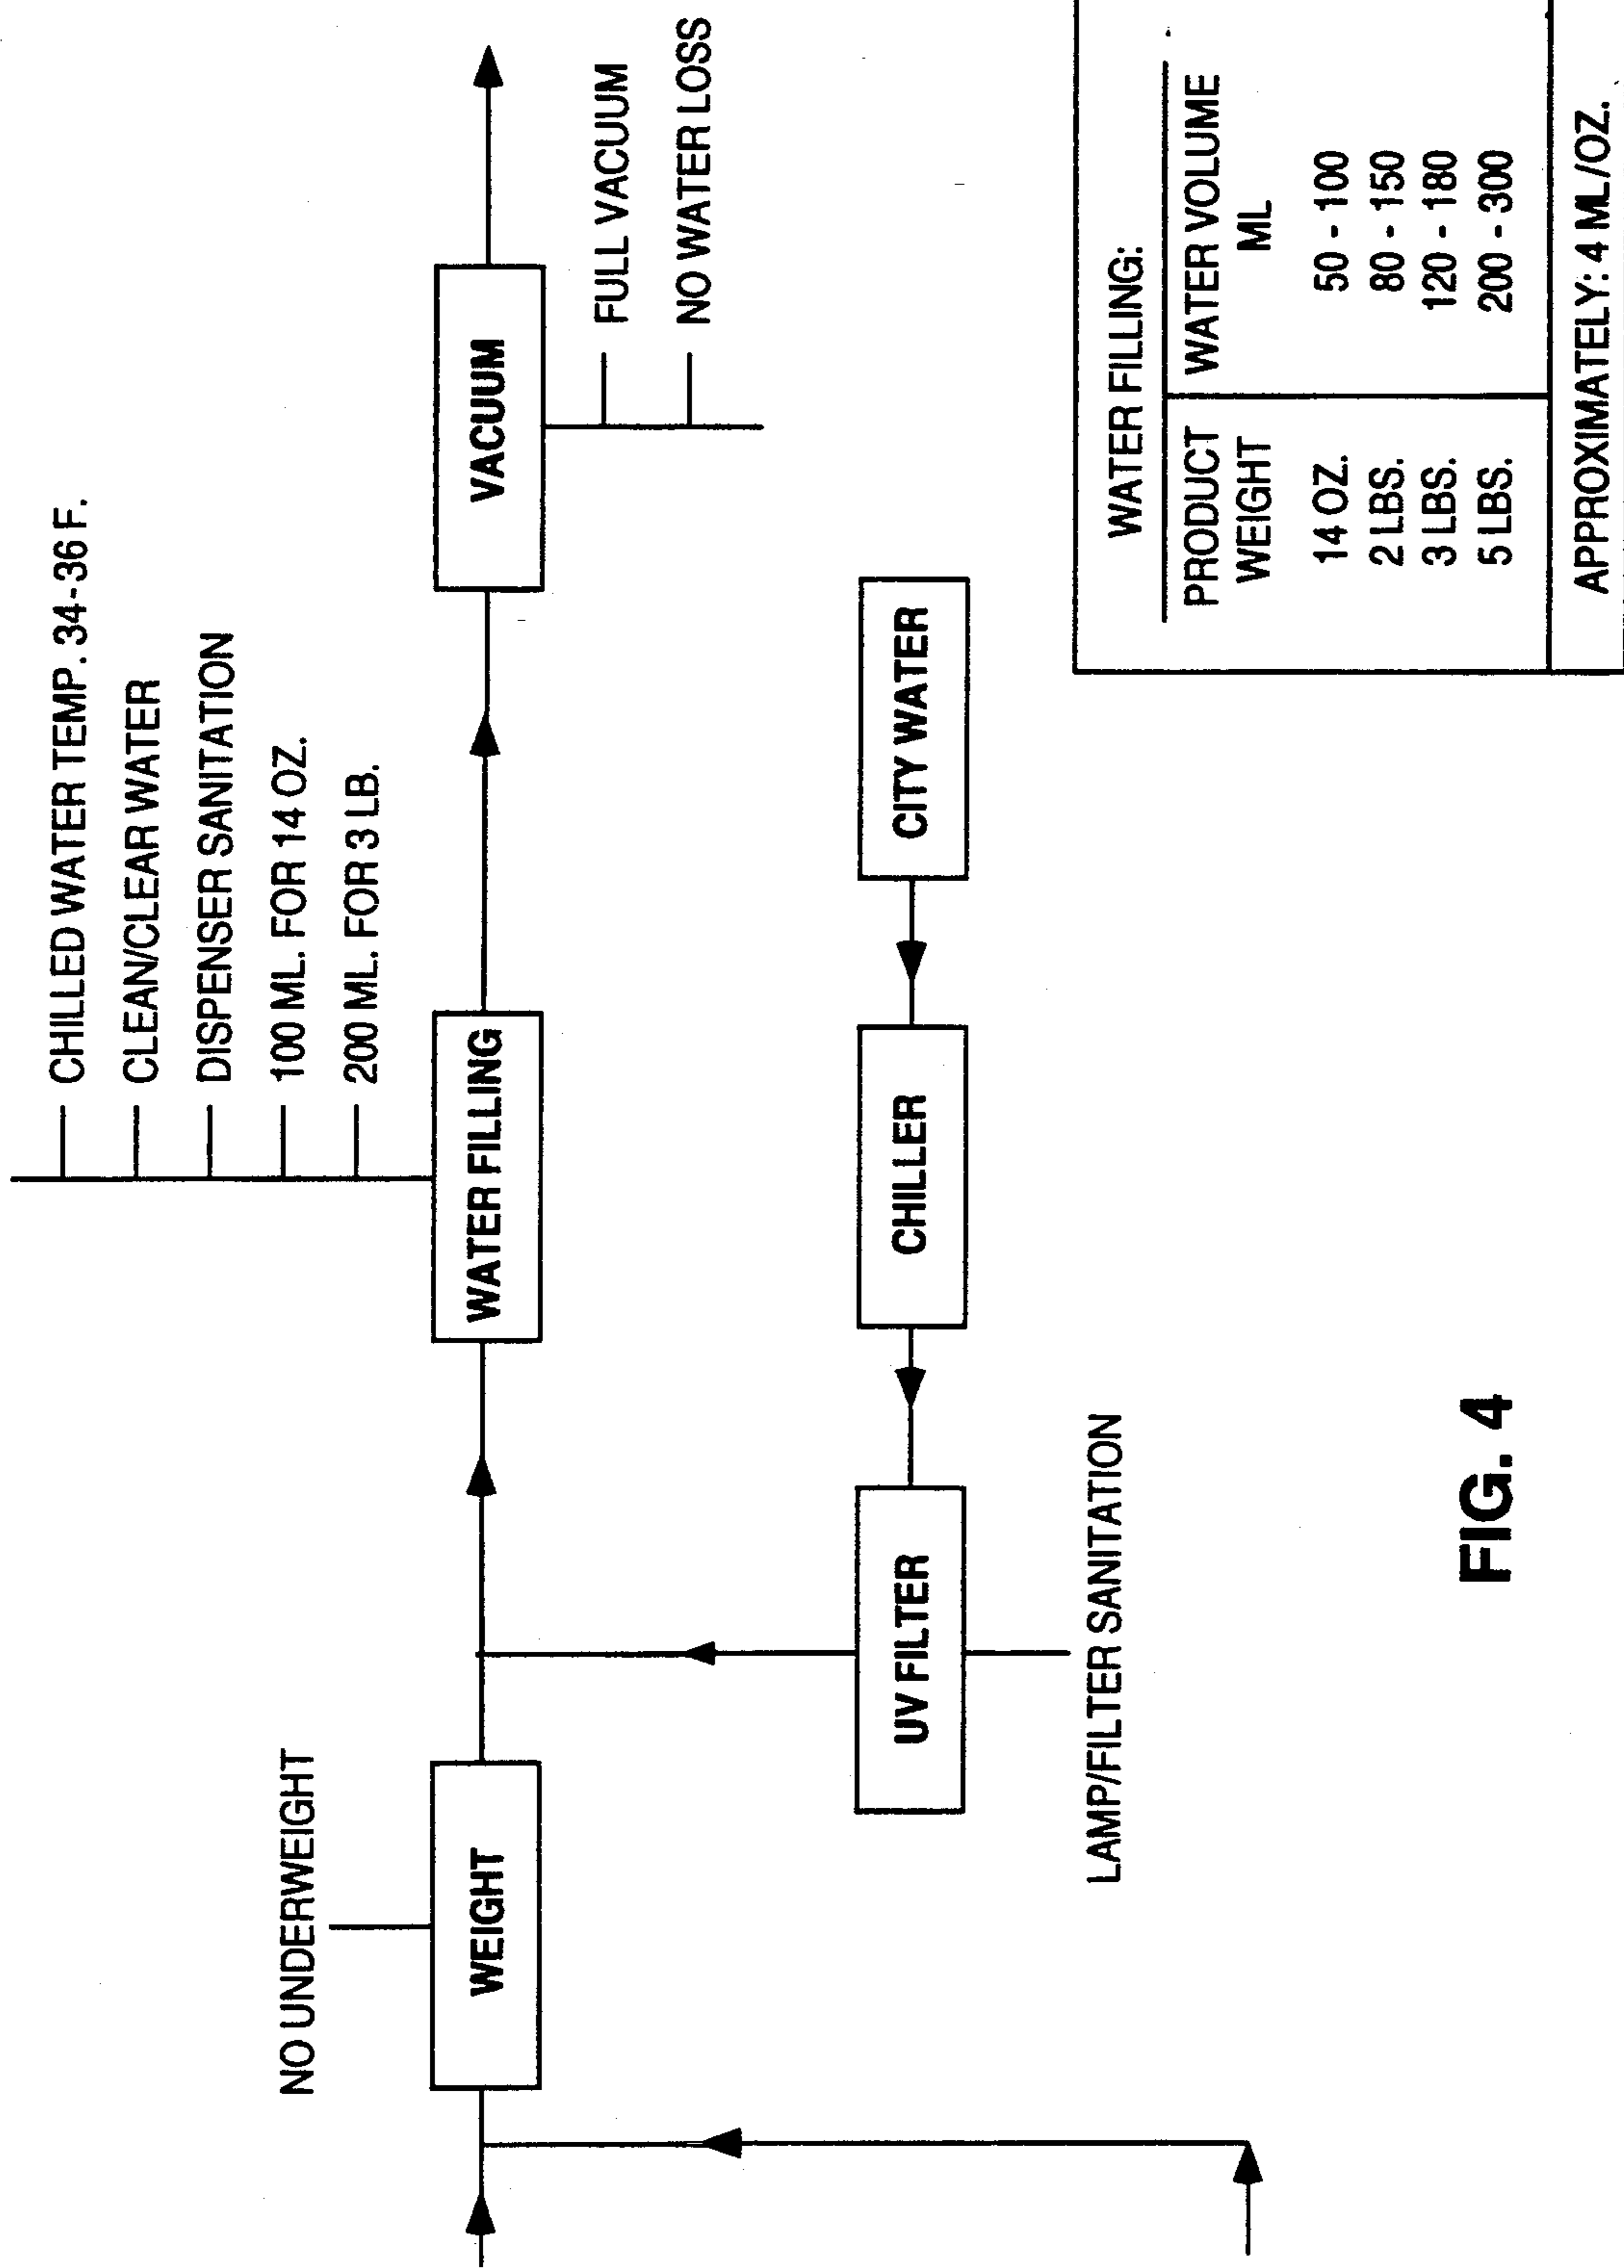 CHILLED WATER TEMP. 34-36 F.
CLEAN/CLEAR WATER
DISPENSER SANITATION
100 ML. FOR 14 OZ.
200 ML. FOR 3 LB.
NO UNDERWEIGHT
WEIGHT
WATER FILLING
VACUUM
FULL VACUUM
NO WATER LOSS
UV FILTER
CHILLER
CITY WATER
LAMP/FILTER SANITATION
WATER FILLING:
PRODUCT WATER VOLUME
WEIGHT ML
14 OZ. 50 - 100
2 LBS. 80 - 150
3 LBS. 120 - 180
5 LBS. 200 - 300
APPROXIMATELY: 4 ML/OZ.
FIG. 4